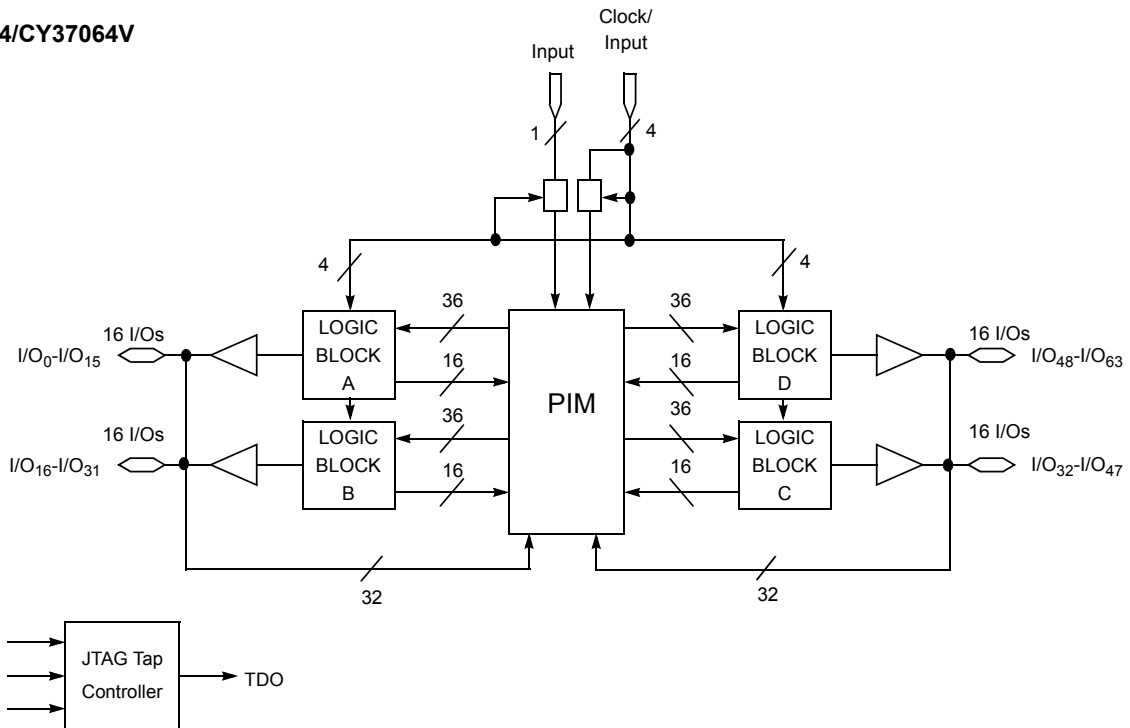 4/CY37064V
Clock/
Input
Input
1
4
4
4
36
36
16 I/Os
LOGIC
BLOCK
A
LOGIC
BLOCK
D
16 I/Os
I/O0-I/O15
I/O48-I/O63
16
16
PIM
36
36
16 I/Os
LOGIC
BLOCK
B
LOGIC
BLOCK
C
16 I/Os
I/O16-I/O31
I/O32-I/O47
16
16
32
32
JTAG Tap
Controller
TDO